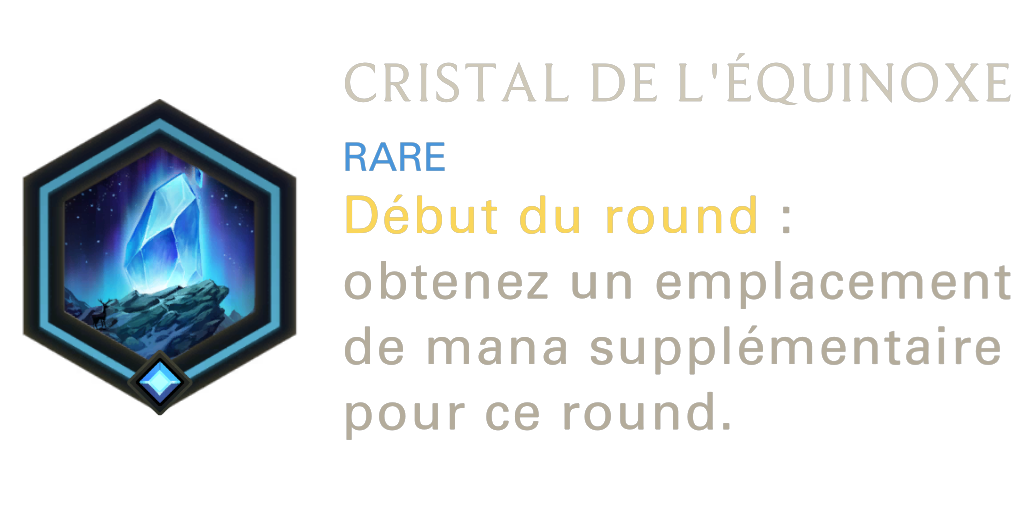 CRISTAL DE L'ÉQUINOXE
RARE
Début du round :
obtenez un emplacement
de mana supplémentaire
pour ce round.